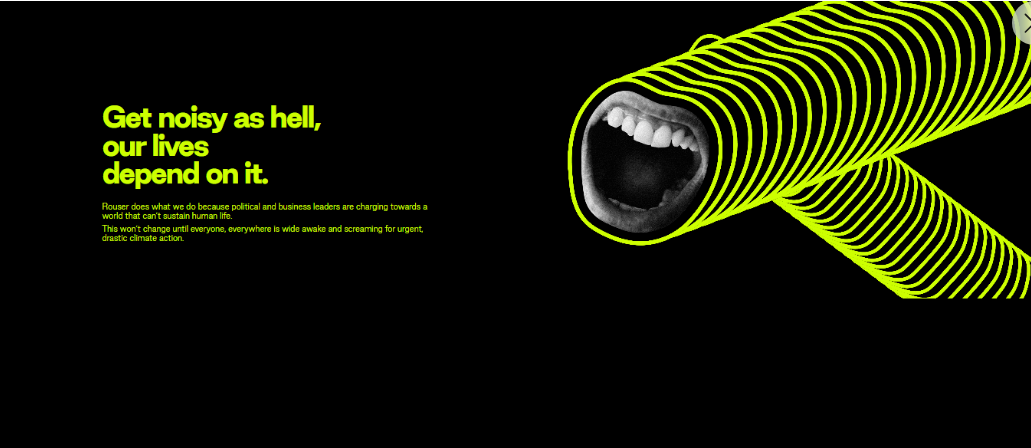 Get noisy as hell,
our lives
depend on it.
Rouser does what we do because political and business leaders are charging towards a
world that can't sustain human life.
This won't change until everyone, everywhere is wide awake and screaming for urgent,
drastic climate action.